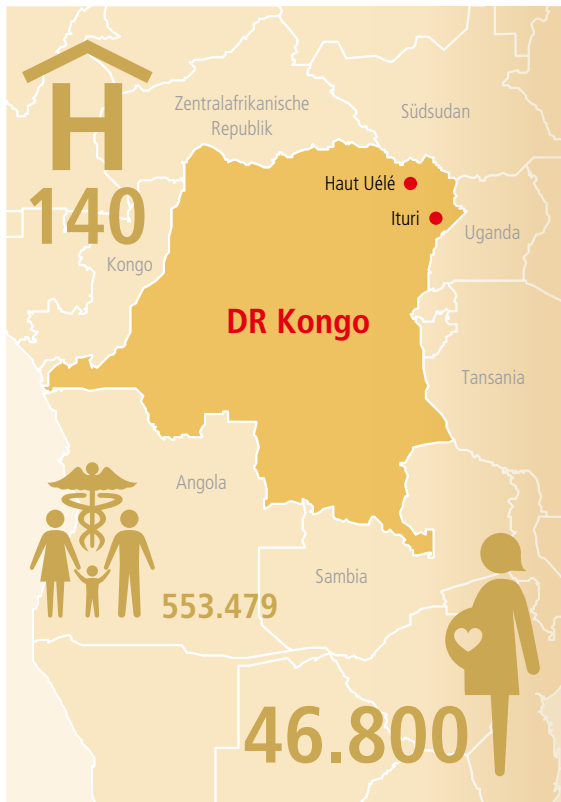 H
140
Zentralafrikanische
Republik
Südsudan
Haut Uélé
Ituri
Uganda
Kongo
DR Kongo
Tansania
Angola
Sambia
553.479
46.800